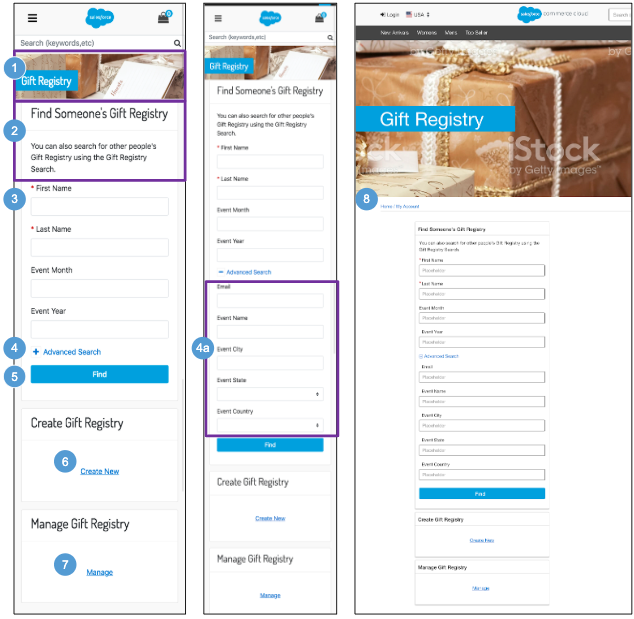 salesforce
0
Search (keywords,etc)
1
Gift Registry
Find Someone's Gift Registry
2
You can also search for other people's
Gift Registry using the Gift Registry
Search.
3
* First Name
* Last Name
Event Month
Event Year
4
+ Advanced Search
5
Find
Create Gift Registry
6
Create New
Manage Gift Registry
7
Manage
salesforce
0
Search (keywords,etc)
Gift Registry
Find Someone's Gift Registry
You can also search for other people's
Gift Registry using the Gift Registry
Search.
* First Name
* Last Name
Event Month
Event Year
− Advanced Search
Email
Event Name
4a
Event City
Event State
Event Country
Find
Create Gift Registry
Create New
Manage Gift Registry
Manage
Login
USA
salesforce commerce cloud
Search
New Arrivals Womens Mens Top Seller
Gift Registry
iStock
by Getty Images™
8
Home / My Account
Find Someone's Gift Registry
You can also search for other people's Gift Registry using the
Gift Registry Search.
* First Name
Placeholder
* Last Name
Placeholder
Event Month
Placeholder
Event Year
Placeholder
Advanced Search
Email
Placeholder
Event Name
Placeholder
Event City
Placeholder
Event State
Placeholder
Event Country
Placeholder
Find
Create Gift Registry
Create New
Manage Gift Registry
Manage